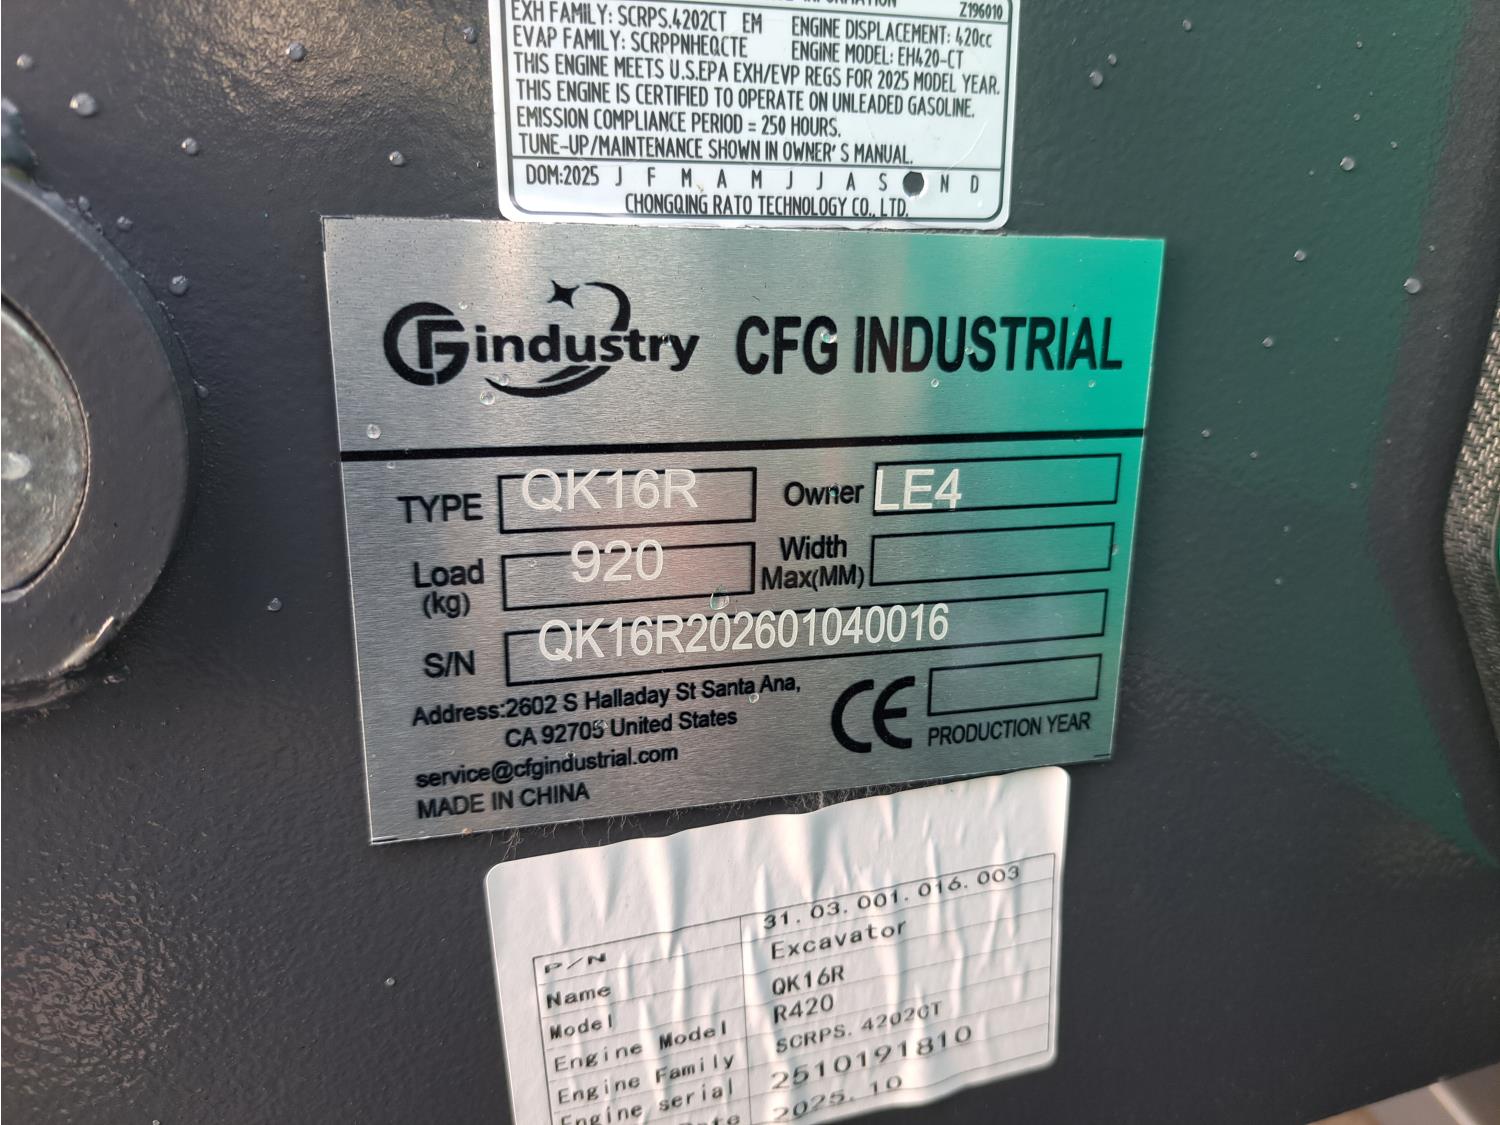 Z196010
EXH FAMILY: SCRPS.4202CT EM ENGINE DISPLACEMENT: 420cc
EVAP FAMILY: SCRPPNHEQCTE ENGINE MODEL: EH420-CT
THIS ENGINE MEETS U.S.EPA EXH/EVP REGS FOR 2025 MODEL YEAR.
THIS ENGINE IS CERTIFIED TO OPERATE ON UNLEADED GASOLINE.
EMISSION COMPLIANCE PERIOD = 250 HOURS.
TUNE-UP/MAINTENANCE SHOWN IN OWNER'S MANUAL.
DOM:2025 J F M A M J J A S N D
CHONGQING RATO TECHNOLOGY CO., LTD.
CFG industry CFG INDUSTRIAL
TYPE QK16R Owner LE4
Load (kg) 920 Width Max(MM)
S/N QK16R202601040016
Address:2602 S Halladay St Santa Ana,
CA 92705 United States
service@cfgindustrial.com
MADE IN CHINA
CE PRODUCTION YEAR
P/N 31.03.001.016.003
Name Excavator
Model QK16R
Engine Model R420
Engine Family SCRPS.4202CT
Engine serial 2510191810
2025.10